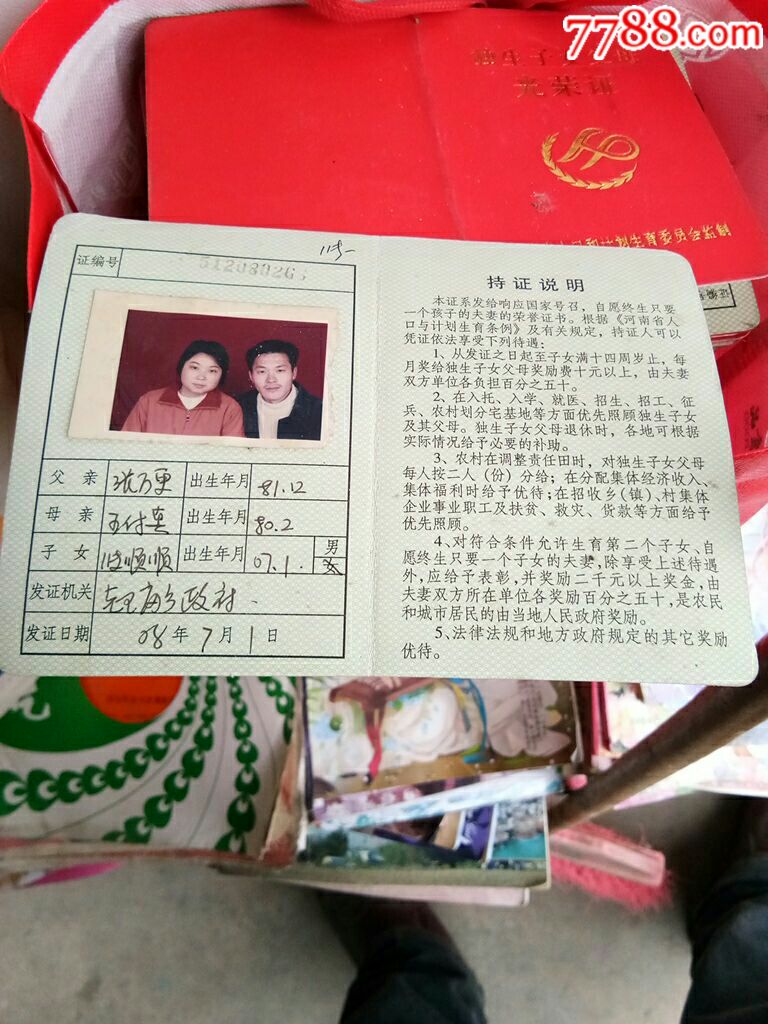 7788.com
独生子女父母
光荣证
证编号
512080265
持证说明
本证系发给响应国家号召，自愿终生只要
一个孩子的夫妻的荣誉证书。根据《河南省人
口与计划生育条例》及有关规定，持证人可以
凭证依法享受下列待遇：
1、从发证之日起至子女满十四周岁止，每
月奖给独生子女父母奖励费十元以上，由夫妻
双方单位各负担百分之五十。
2、在入托、入学、就医、招生、招工、征
兵、农村划分宅基地等方面优先照顾独生子女
及其父母。独生子女父母退休时，各地可根据
实际情况给予必要的补助。
3、农村在调整责任田时，对独生子女父母
每人按二人（份）分给；在分配集体经济收入、
集体福利时给予优待；在招收乡(镇)、村集体
企业事业职工及扶贫、救灾、货款等方面给予
优先照顾。
4、对符合条件允许生育第二个子女、自
愿终生只要一个子女的夫妻，除享受上述待遇
外，应给予表彰，并奖励二千元以上奖金，由
夫妻双方所在单位各奖励百分之五十，是农民
和城市居民的由当地人民政府奖励。
5、法律法规和地方政府规定的其它奖励
优待。
父亲 出生年月 81.12
母亲 王付真 出生年月 80.2
子女 顺顺 出生年月 07.1. 男 女
发证机关 乡政府
发证日期 08年7月1日